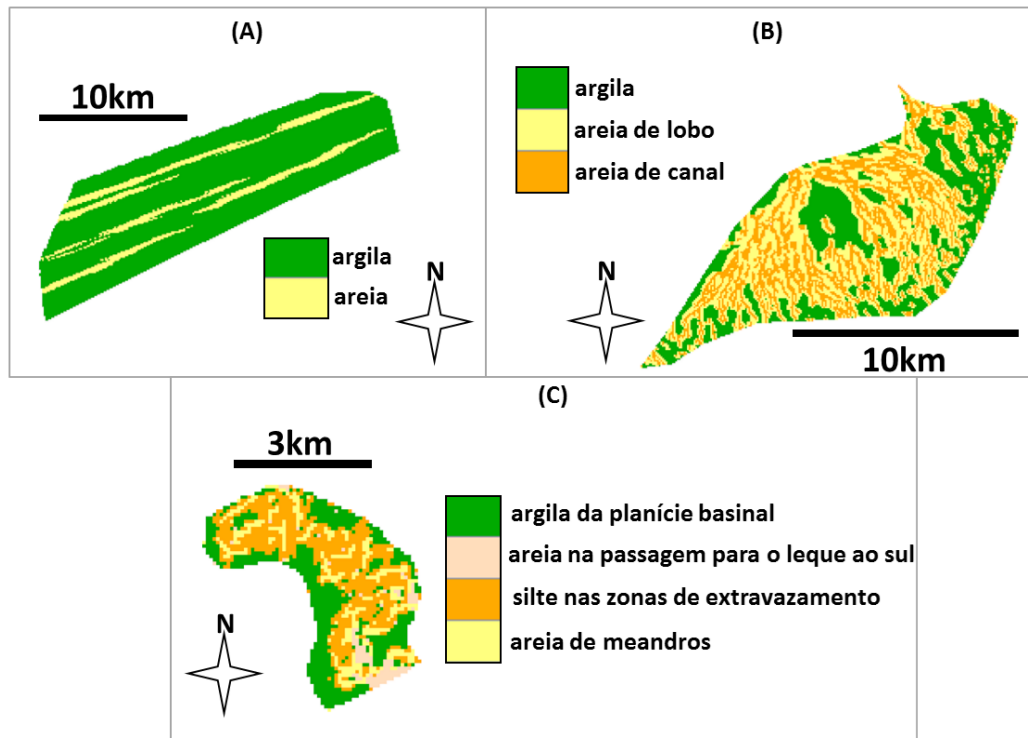 (A)
10km
argila
areia
N
(B)
argila
areia de lobo
areia de canal
N
10km
(C)
3km
argila da planície basinal
areia na passagem para o leque ao sul
silte nas zonas de extravazamento
areia de meandros
N